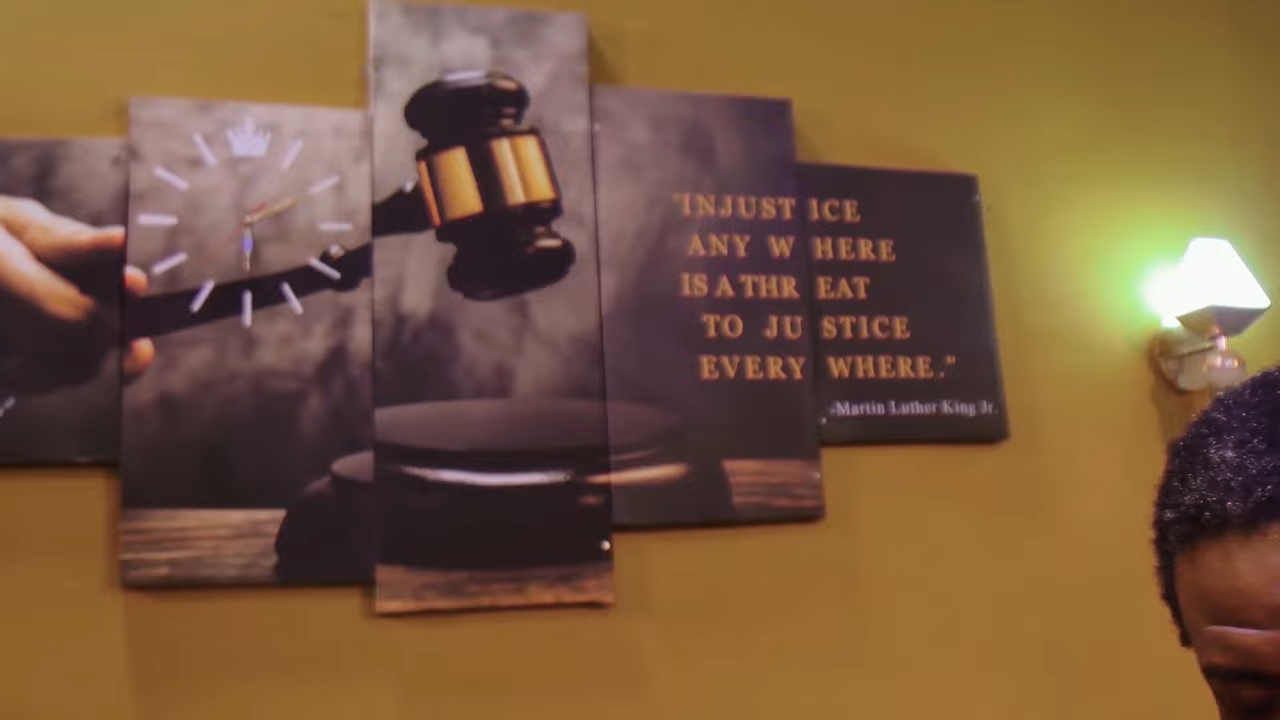 "INJUSTICE
ANY WHERE
IS A THREAT
TO JUSTICE
EVERY WHERE."
-Martin Luther King Jr.